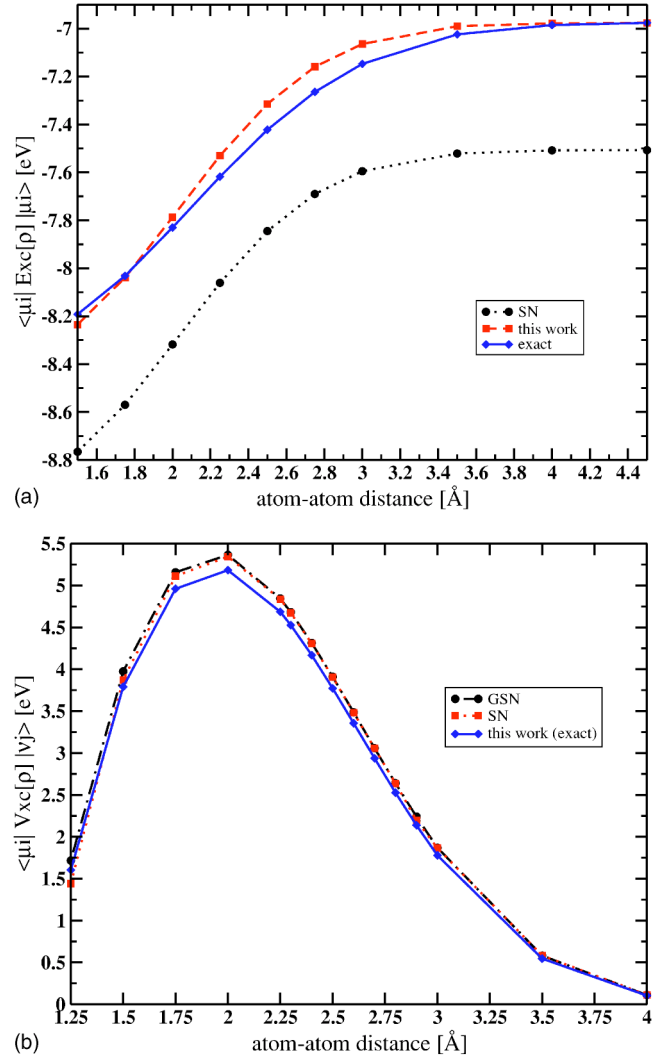 -7
-7.2
-7.4
-7.6
-7.8
-8
-8.2
-8.4
-8.6
-8.8
<μi| Exc[ρ] |μi> [eV]
SN
this work
exact
1.6 1.8 2 2.2 2.4 2.6 2.8 3 3.2 3.4 3.6 3.8 4 4.2 4.4
(a)
atom-atom distance [Å]
5.5
5
4.5
4
3.5
3
2.5
2
1.5
1
0.5
0
<μi| Vxc[ρ] |νj> [eV]
GSN
SN
this work (exact)
1.25 1.5 1.75 2 2.25 2.5 2.75 3 3.25 3.5 3.75 4
(b)
atom-atom distance [Å]